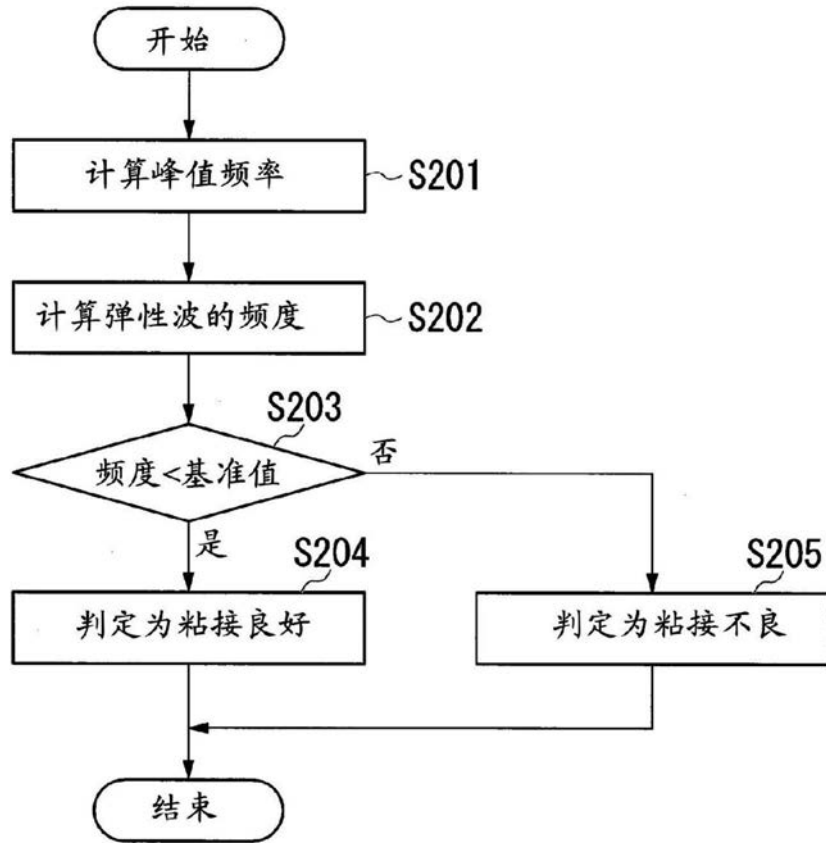 开始
计算峰值频率
S201
计算弹性波的频度
S202
S203
频度<基准值
否
是
S204
判定为粘接良好
S205
判定为粘接不良
结束